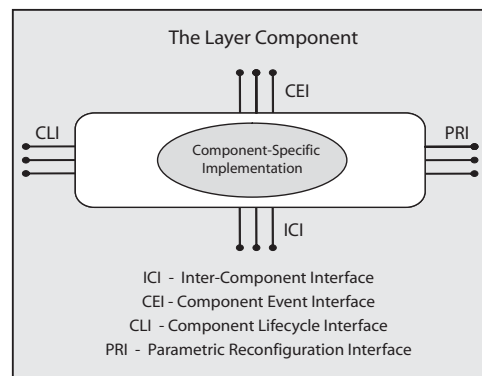 The Layer Component
CEI
CLI
PRI
Component-Specific
Implementation
ICI
ICI - Inter-Component Interface
CEI - Component Event Interface
CLI - Component Lifecycle Interface
PRI - Parametric Reconfiguration Interface